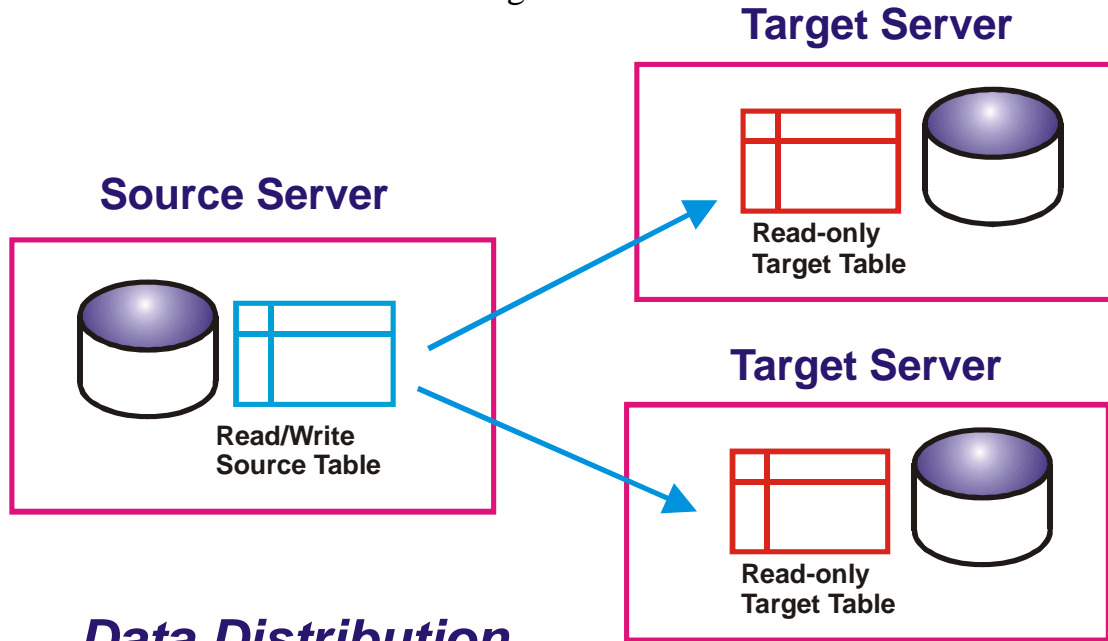 Target Server
Read-only
Target Table
Source Server
Read/Write
Source Table
Target Server
Read-only
Target Table
Data Distribution